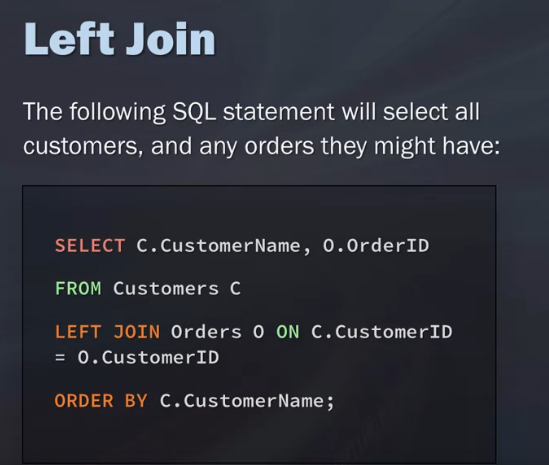 Left Join
The following SQL statement will select all
customers, and any orders they might have:
SELECT C.CustomerName, O.OrderID
FROM Customers C
LEFT JOIN Orders O ON C.CustomerID
= O.CustomerID
ORDER BY C.CustomerName;